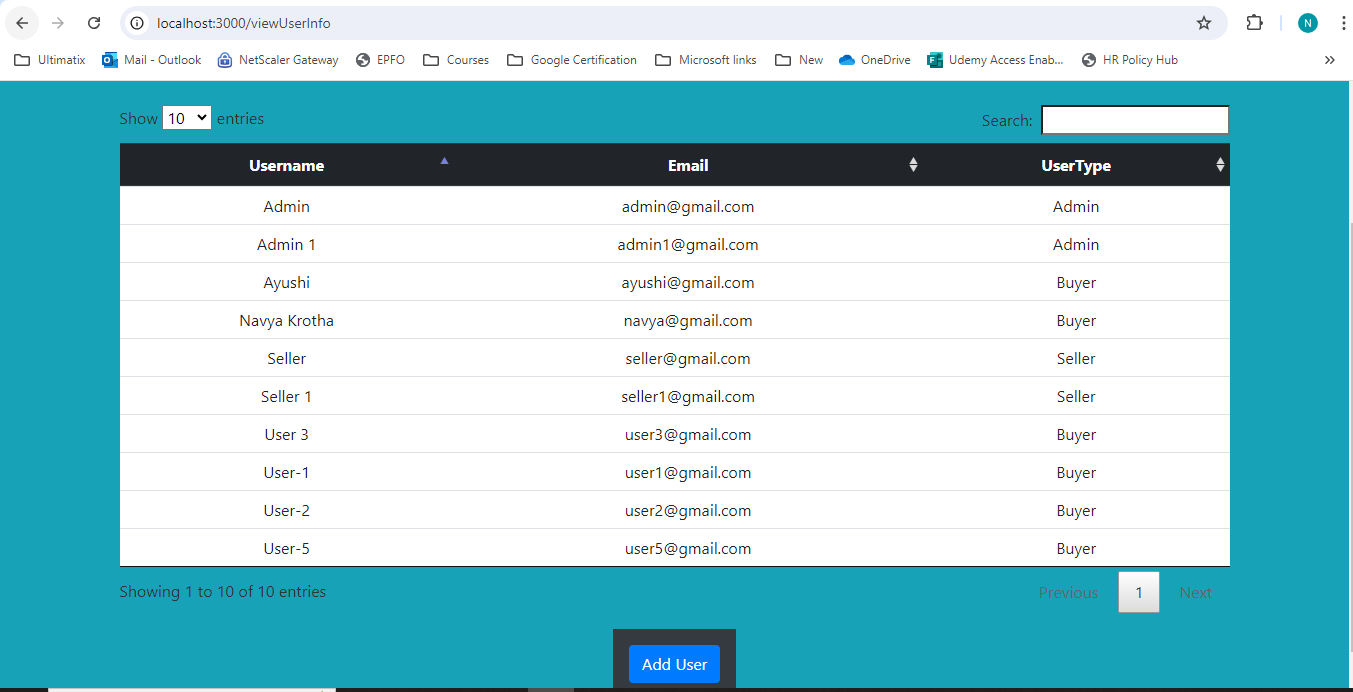 localhost:3000/viewUserInfo
N
Ultimatix Mail - Outlook NetScaler Gateway EPFO Courses Google Certification Microsoft links New OneDrive Udemy Access Enab... HR Policy Hub
Show 10 entries Search:
Username Email UserType
Admin admin@gmail.com Admin
Admin 1 admin1@gmail.com Admin
Ayushi ayushi@gmail.com Buyer
Navya Krotha navya@gmail.com Buyer
Seller seller@gmail.com Seller
Seller 1 seller1@gmail.com Seller
User 3 user3@gmail.com Buyer
User-1 user1@gmail.com Buyer
User-2 user2@gmail.com Buyer
User-5 user5@gmail.com Buyer
Showing 1 to 10 of 10 entries Previous 1 Next
Add User